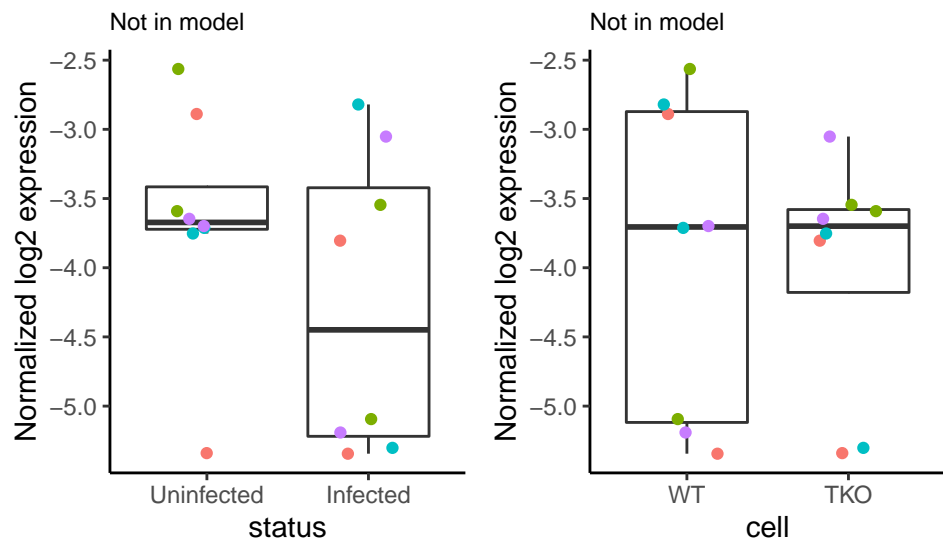 Not in model
Normalized log2 expression
−2.5
−3.0
−3.5
−4.0
−4.5
−5.0
Uninfected
Infected
status
Not in model
Normalized log2 expression
−2.5
−3.0
−3.5
−4.0
−4.5
−5.0
WT
TKO
cell